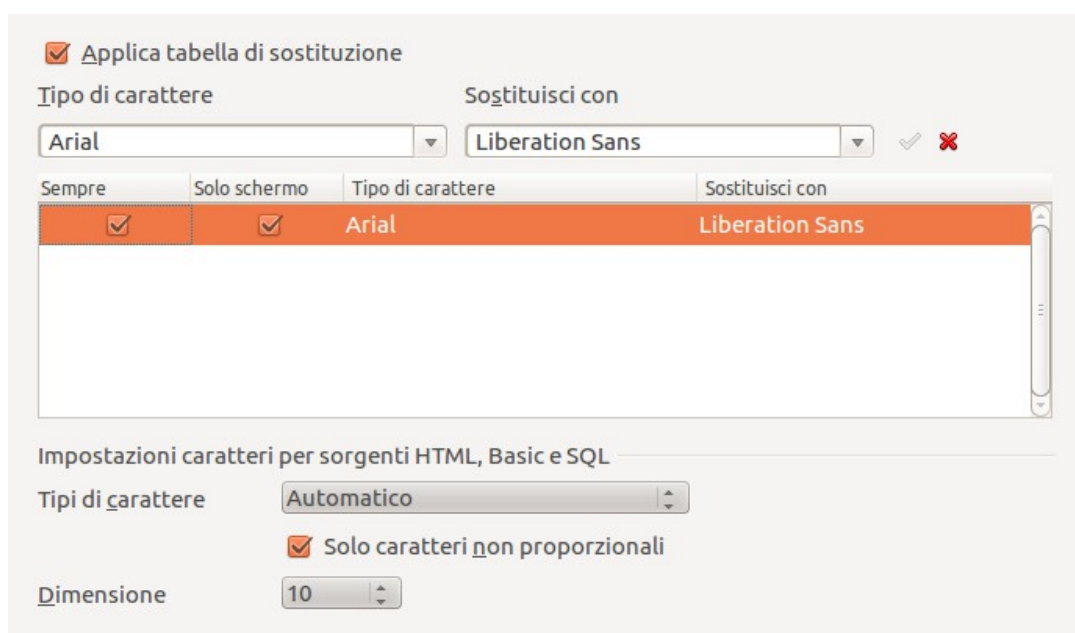 Applica tabella di sostituzione
Tipo di carattere Sostituisci con
Arial Liberation Sans
Sempre Solo schermo Tipo di carattere Sostituisci con
Arial Liberation Sans
Impostazioni caratteri per sorgenti HTML, Basic e SQL
Tipi di carattere Automatico
Solo caratteri non proporzionali
Dimensione 10